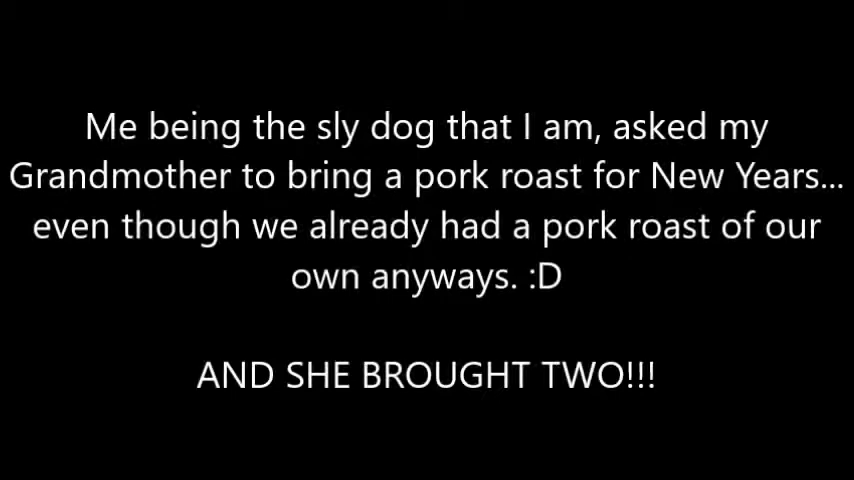 Me being the sly dog that I am, asked my
Grandmother to bring a pork roast for New Years...
even though we already had a pork roast of our
own anyways. :D
AND SHE BROUGHT TWO!!!